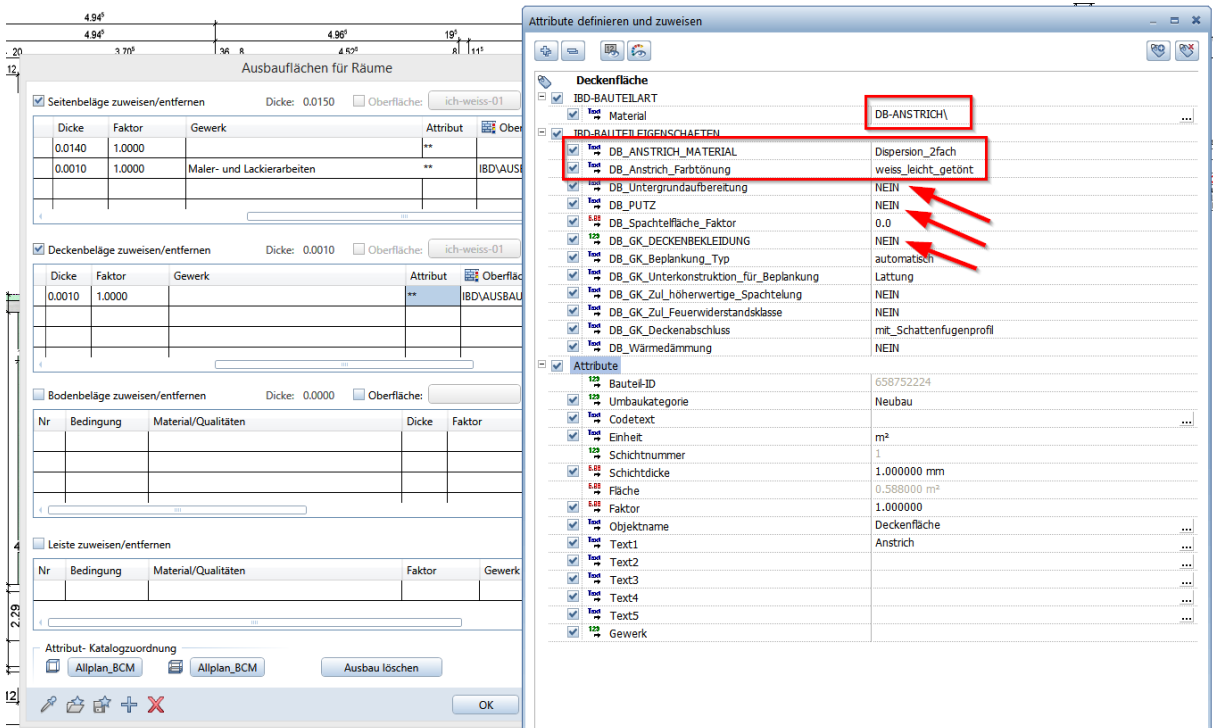 4.94⁵
4.94⁵ 4.96⁵ 19⁵
20 3.70⁵ 36 8 4.52⁶ 8 11⁵
12
Ausbauflächen für Räume
Seitenbeläge zuweisen/entfernen Dicke: 0.0150 Oberfläche: ich-weiss-01
Dicke Faktor Gewerk Attribut Ober
0.0140 1.0000 **
0.0010 1.0000 Maler- und Lackierarbeiten ** IBD\AUSB
Deckenbeläge zuweisen/entfernen Dicke: 0.0010 Oberfläche: ich-weiss-01
Dicke Faktor Gewerk Attribut Oberfläc
0.0010 1.0000 ** IBD\AUSBAU
Bodenbeläge zuweisen/entfernen Dicke: 0.0000 Oberfläche:
Nr Bedingung Material/Qualitäten Dicke Faktor
Leiste zuweisen/entfernen
Nr Bedingung Material/Qualitäten Faktor Gewerk
2.29
Attribut- Katalogzuordnung
Allplan_BCM Allplan_BCM Ausbau löschen
12
OK
Attribute definieren und zuweisen
Deckenfläche
IBD-BAUTEILART
Material DB-ANSTRICH\ ...
IBD-BAUTEILEIGENSCHAFTEN
DB_ANSTRICH_MATERIAL Dispersion_2fach
DB_Anstrich_Farbtönung weiss_leicht_getönt
DB_Untergrundaufbereitung NEIN
DB_PUTZ NEIN
DB_Spachtelfläche_Faktor 0.0
DB_GK_DECKENBEKLEIDUNG NEIN
DB_GK_Beplankung_Typ automatisch
DB_GK_Unterkonstruktion_für_Beplankung Lattung
DB_GK_Zul_höherwertige_Spachtelung NEIN
DB_GK_Zul_Feuerwiderstandsklasse NEIN
DB_GK_Deckenabschluss mit_Schattenfugenprofil
DB_Wärmedämmung NEIN
Attribute
Bauteil-ID 658752224
Umbaukategorie Neubau
Codetext ...
Einheit m²
Schichtnummer 1
Schichtdicke 1.000000 mm
Fläche 0.588000 m²
Faktor 1.000000
Objektname Deckenfläche ...
Text1 Anstrich ...
Text2 ...
Text3 ...
Text4 ...
Text5 ...
Gewerk